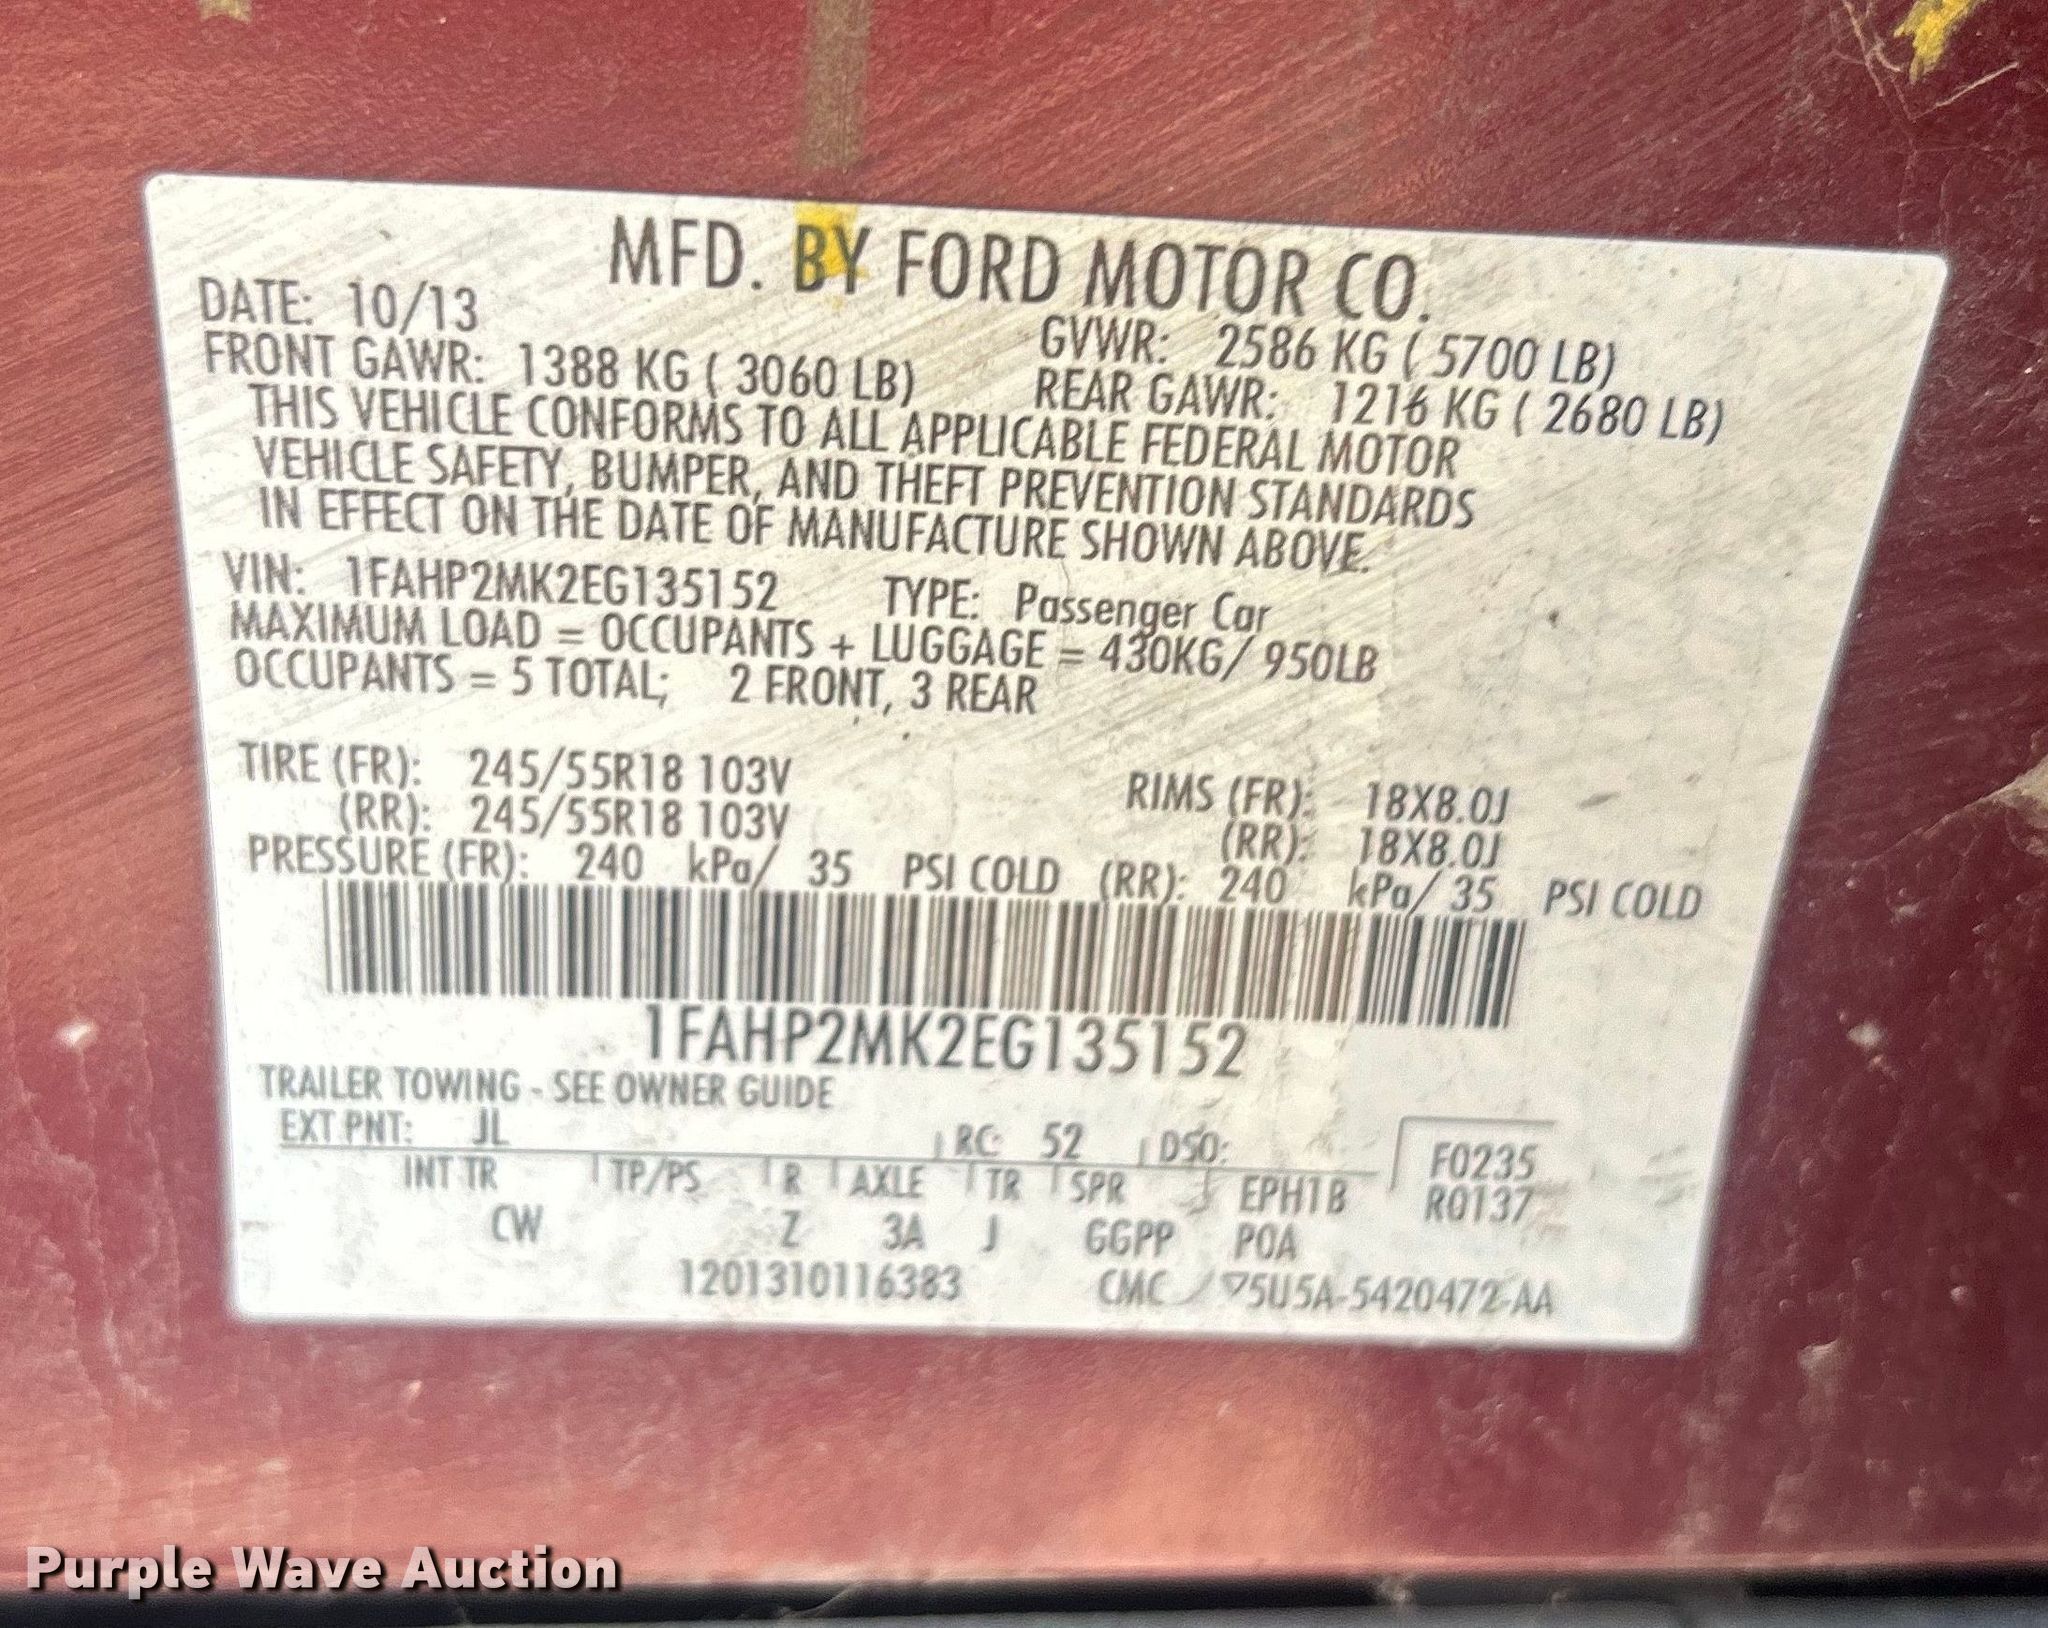 MFD. BY FORD MOTOR CO.
DATE: 10/13 GVWR: 2586 KG ( 5700 LB)
FRONT GAWR: 1388 KG ( 3060 LB) REAR GAWR: 1216 KG ( 2680 LB)
THIS VEHICLE CONFORMS TO ALL APPLICABLE FEDERAL MOTOR
VEHICLE SAFETY, BUMPER, AND THEFT PREVENTION STANDARDS
IN EFFECT ON THE DATE OF MANUFACTURE SHOWN ABOVE.
VIN: 1FAHP2MK2EG135152 TYPE: Passenger Car
MAXIMUM LOAD = OCCUPANTS + LUGGAGE = 430KG/ 950LB
OCCUPANTS = 5 TOTAL; 2 FRONT, 3 REAR
TIRE (FR): 245/55R18 103V RIMS (FR): 18X8.0J
(RR): 245/55R18 103V (RR): 18X8.0J
PRESSURE (FR): 240 kPa/ 35 PSI COLD (RR): 240 kPa/ 35 PSI COLD
1FAHP2MK2EG135152
TRAILER TOWING - SEE OWNER GUIDE
EXT PNT: JL RC: 52 DSO: F0235
INT TR TP/PS R AXLE TR SPR EPH1B R0137
CW Z 3A J GGPP POA
1201310116383 CMC
Purple Wave Auction